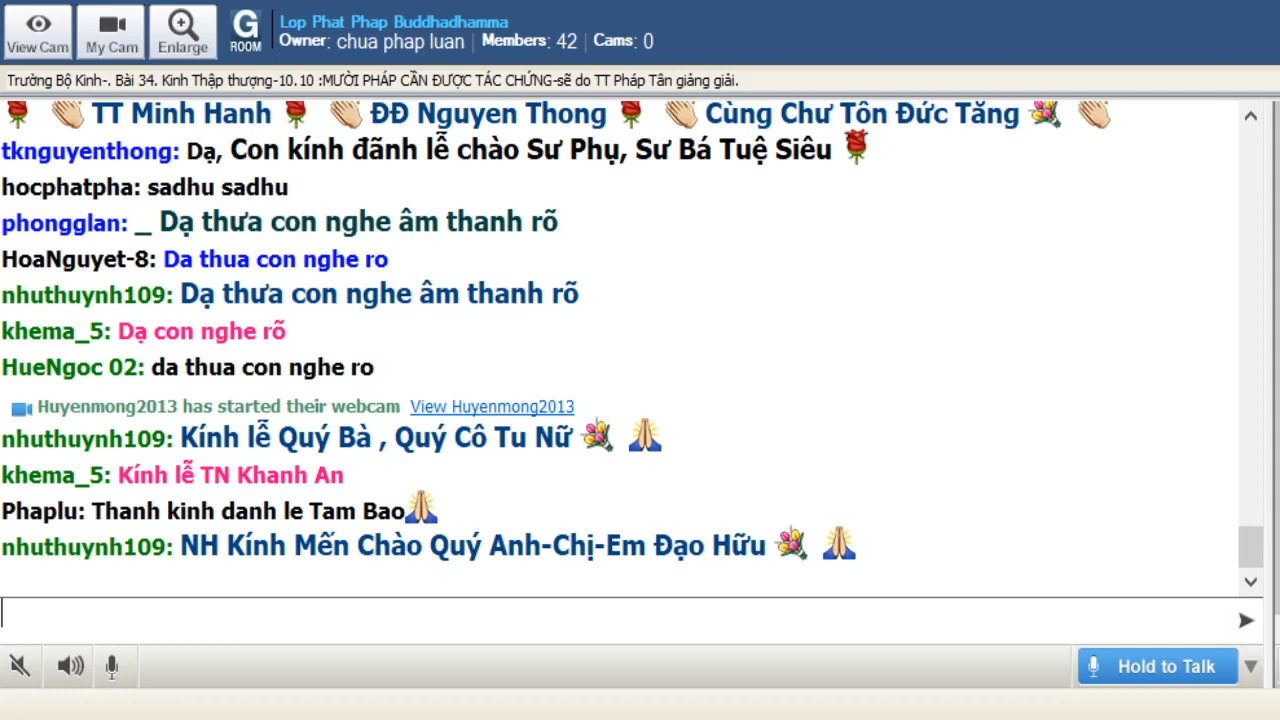 View Cam
My Cam
Enlarge
G
ROOM
Lop Phat Phap Buddhadhamma
Owner: chua phap luan | Members: 42 | Cams: 0
Trường Bộ Kinh-. Bài 34. Kinh Thập thượng-10.10 :MƯỜI PHÁP CẦN ĐƯỢC TÁC CHỨNG-sẽ do TT Pháp Tân giảng giải.
TT Minh Hanh ĐĐ Nguyen Thong Cùng Chư Tôn Đức Tăng
tknguyenthong: Dạ, Con kính đãnh lễ chào Sư Phụ, Sư Bá Tuệ Siêu
hocphatpha: sadhu sadhu
phongglan: _ Dạ thưa con nghe âm thanh rõ
HoaNguyet-8: Da thua con nghe ro
nhuthuynh109: Dạ thưa con nghe âm thanh rõ
khema_5: Dạ con nghe rõ
HueNgoc 02: da thua con nghe ro
Huyenmong2013 has started their webcam View Huyenmong2013
nhuthuynh109: Kính lễ Quý Bà , Quý Cô Tu Nữ
khema_5: Kính lễ TN Khanh An
Phaplu: Thanh kinh danh le Tam Bao
nhuthuynh109: NH Kính Mến Chào Quý Anh-Chị-Em Đạo Hữu
Hold to Talk